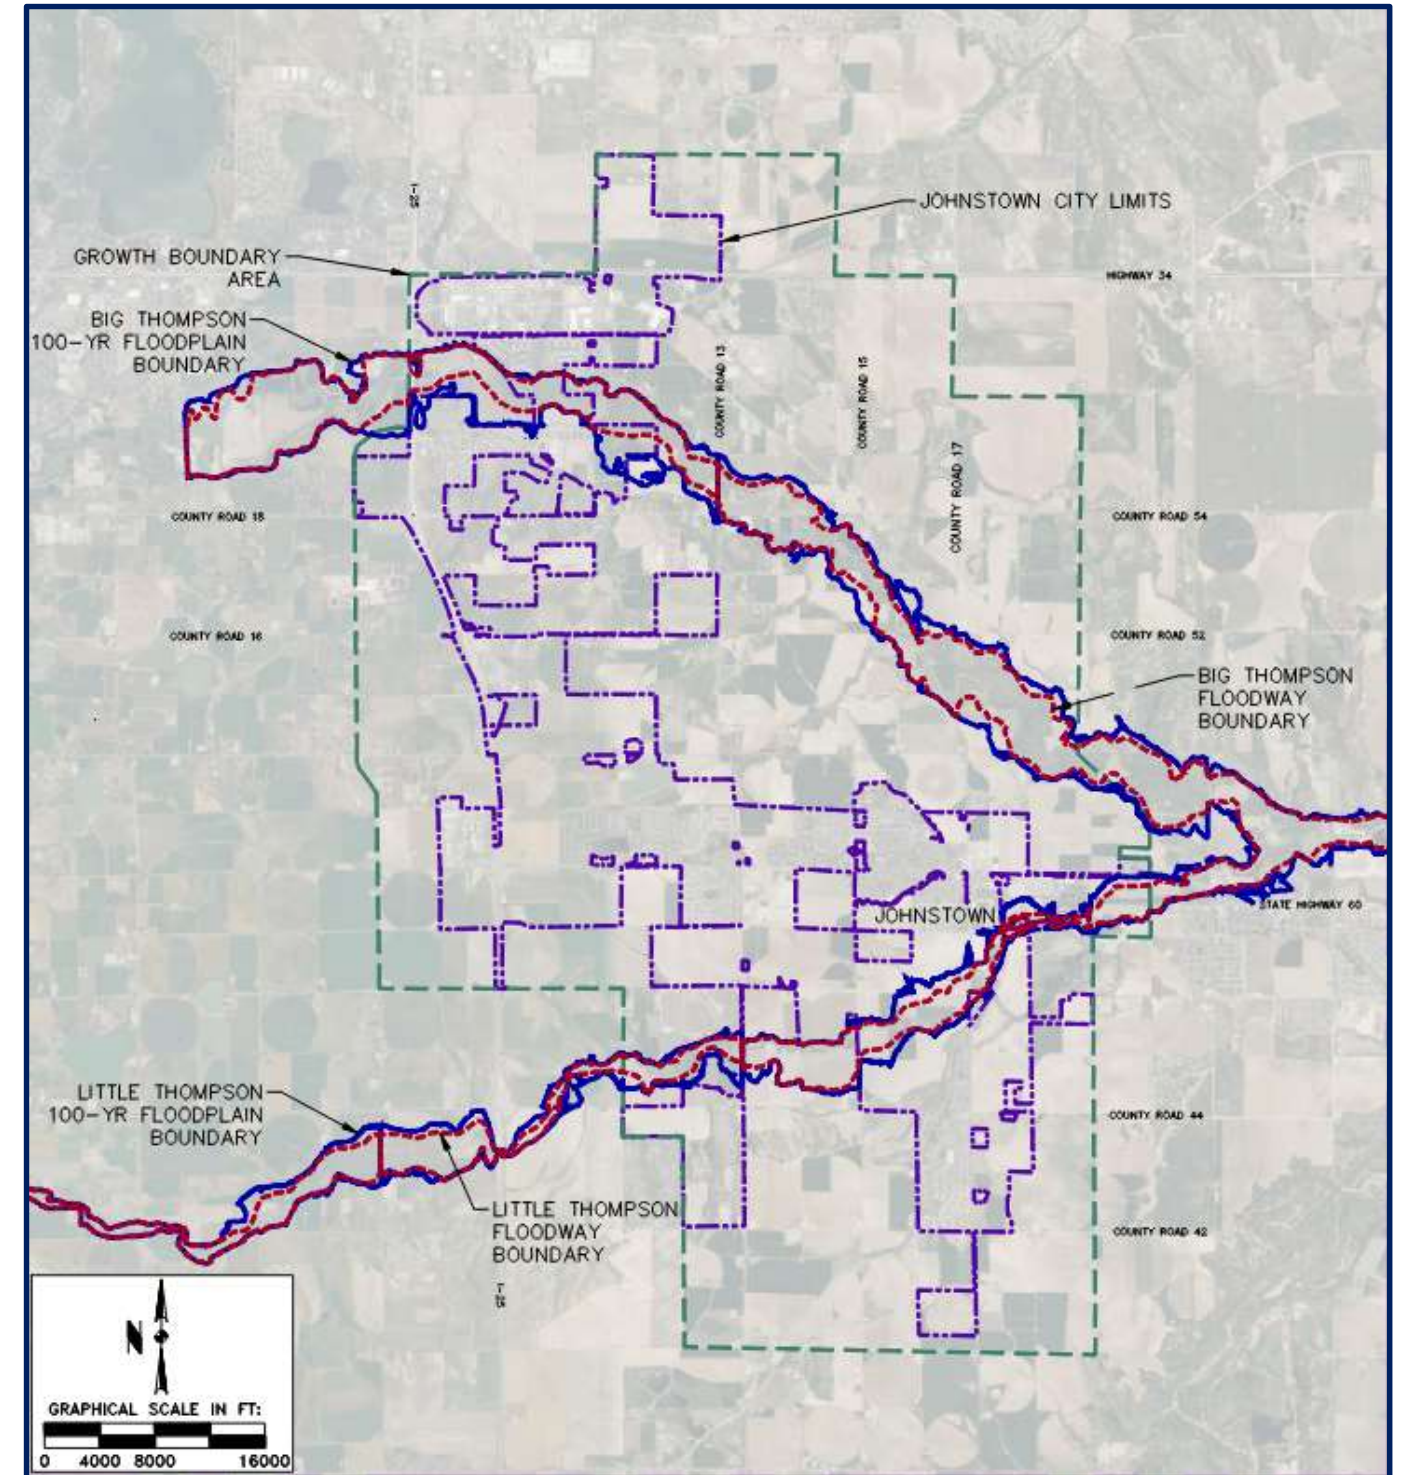 I-25
JOHNSTOWN CITY LIMITS
GROWTH BOUNDARY
AREA
HIGHWAY 34
BIG THOMPSON
100-YR FLOODPLAIN
BOUNDARY
COUNTY ROAD 13
COUNTY ROAD 15
COUNTY ROAD 17
COUNTY ROAD 18
COUNTY ROAD 54
COUNTY ROAD 16
COUNTY ROAD 52
BIG THOMPSON
FLOODWAY
BOUNDARY
STATE HIGHWAY 60
JOHNSTOWN
LITTLE THOMPSON
100-YR FLOODPLAIN
BOUNDARY
COUNTY ROAD 44
LITTLE THOMPSON
FLOODWAY
BOUNDARY
COUNTY ROAD 42
I-25
N
GRAPHICAL SCALE IN FT:
0 4000 8000 16000